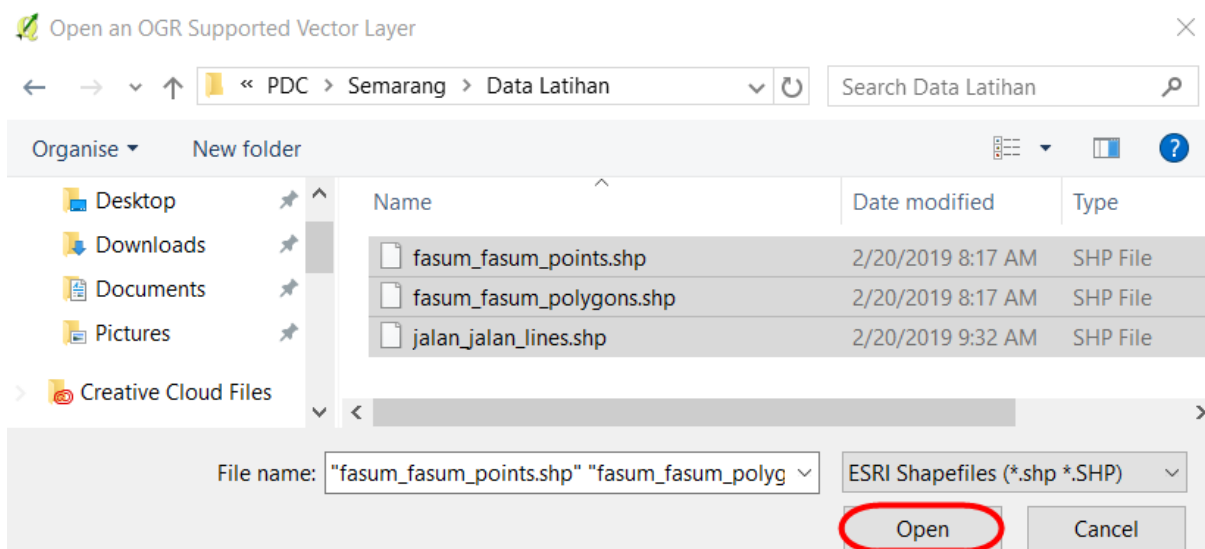 Open an OGR Supported Vector Layer
« PDC > Semarang > Data Latihan
Search Data Latihan
Organise
New folder
Desktop
Downloads
Documents
Pictures
Creative Cloud Files
Name Date modified Type
fasum_fasum_points.shp 2/20/2019 8:17 AM SHP File
fasum_fasum_polygons.shp 2/20/2019 8:17 AM SHP File
jalan_jalan_lines.shp 2/20/2019 9:32 AM SHP File
File name: "fasum_fasum_points.shp" "fasum_fasum_polyg
ESRI Shapefiles (*.shp *.SHP)
Open Cancel